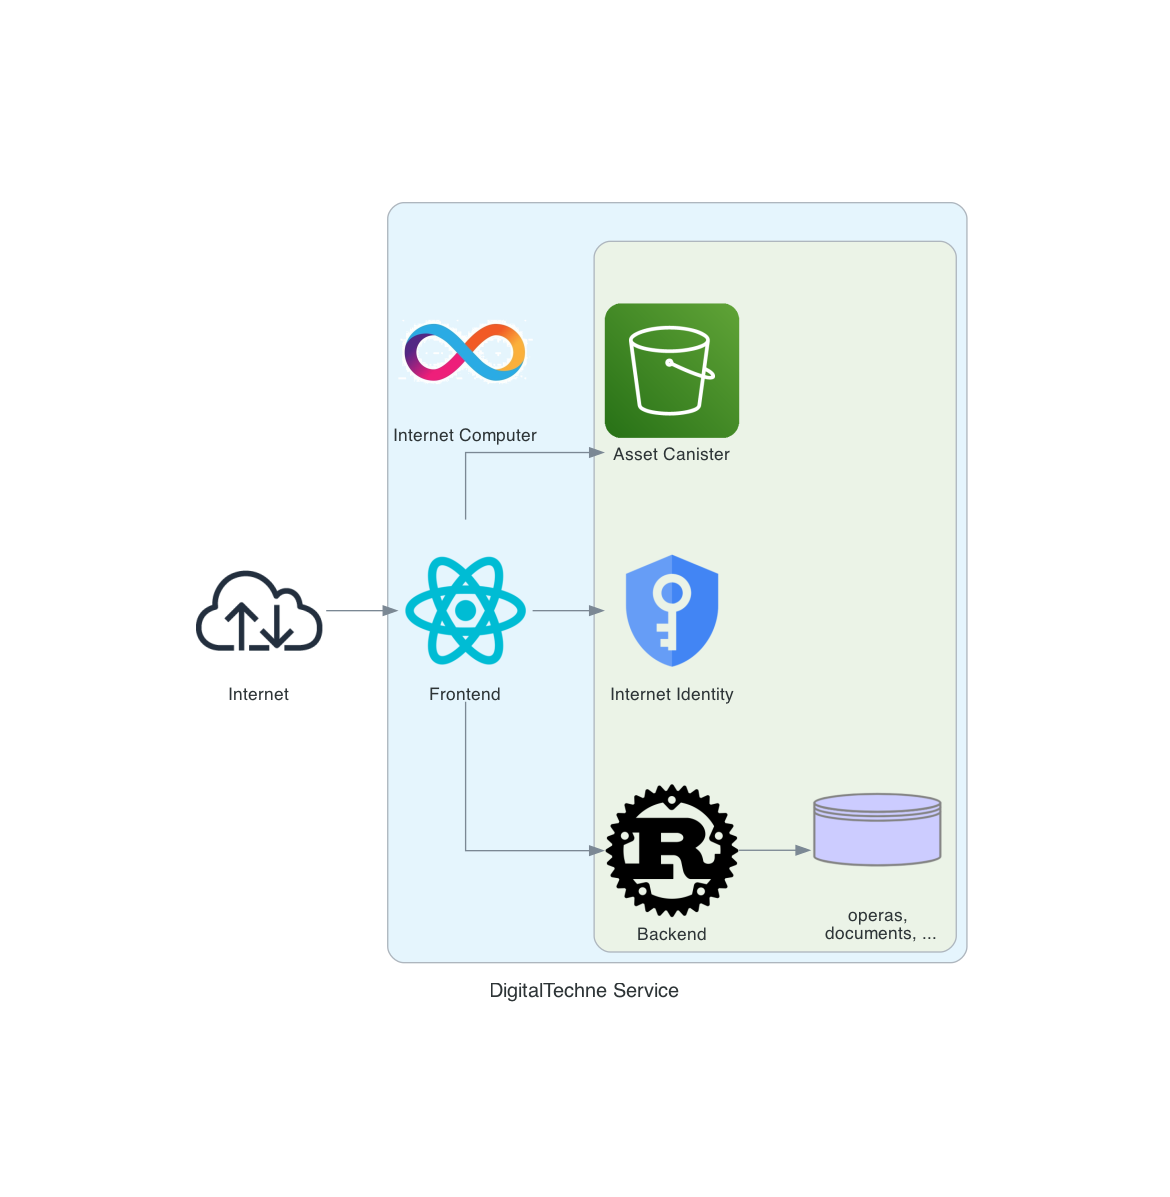 Internet Computer
Asset Canister
Internet
Frontend
Internet Identity
R
Backend
operas,
documents, ...
DigitalTechne Service